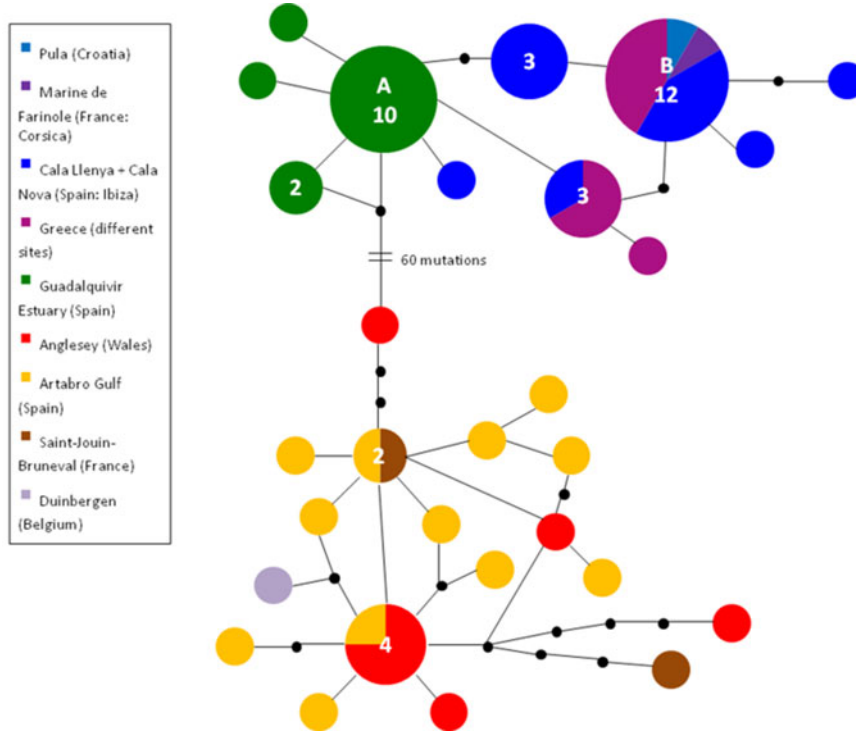 Pula (Croatia)
Marine de
Farinole (France:
Corsica)
Cala Llenya + Cala
Nova (Spain: Ibiza)
Greece (different
sites)
Guadalquivir
Estuary (Spain)
Anglesey (Wales)
Artabro Gulf
(Spain)
Saint-Jouin-
Bruneval (France)
Duinbergen
(Belgium)
A
10
3
B
12
2
3
60 mutations
2
4